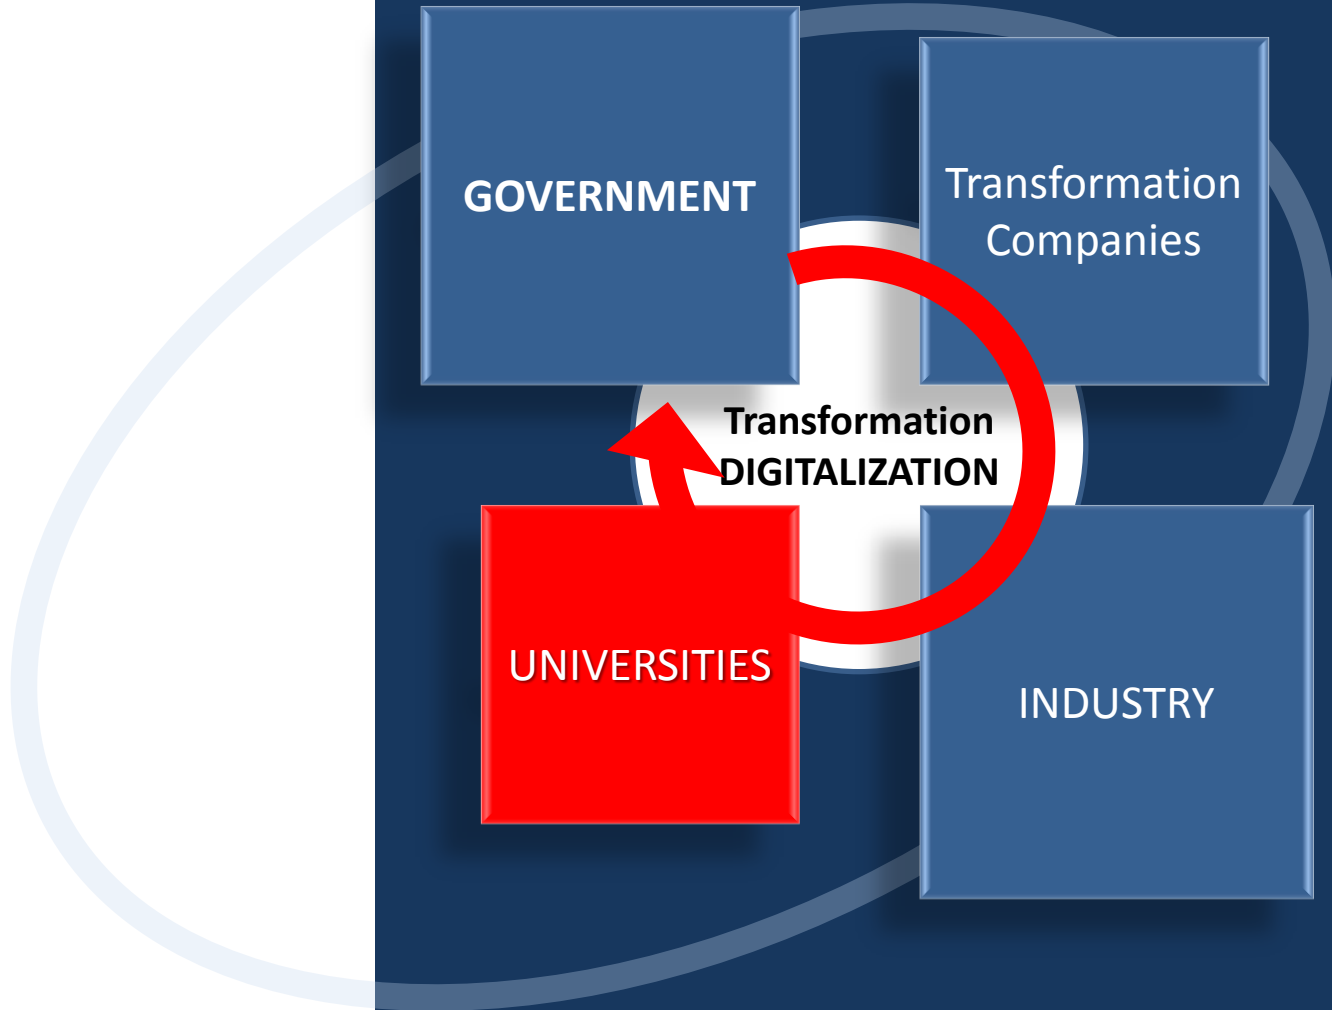 GOVERNMENT
Transformation
Companies
Transformation
DIGITALIZATION
UNIVERSITIES
INDUSTRY